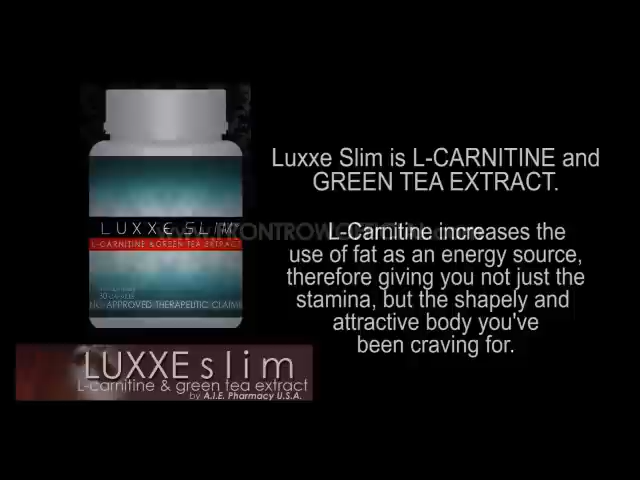 Luxxe Slim is L-CARNITINE and
GREEN TEA EXTRACT.
L-Carnitine increases the
use of fat as an energy source,
therefore giving you not just the
stamina, but the shapely and
attractive body you've
been craving for.
LUXXE SLIM
L-CARNITINE & GREEN TEA EXTRACT
30
NO APPROVED THERAPEUTIC CLAIM
LUXXE slim
L-carnitine & green tea extract
by A.I.E. Pharmacy U.S.A.